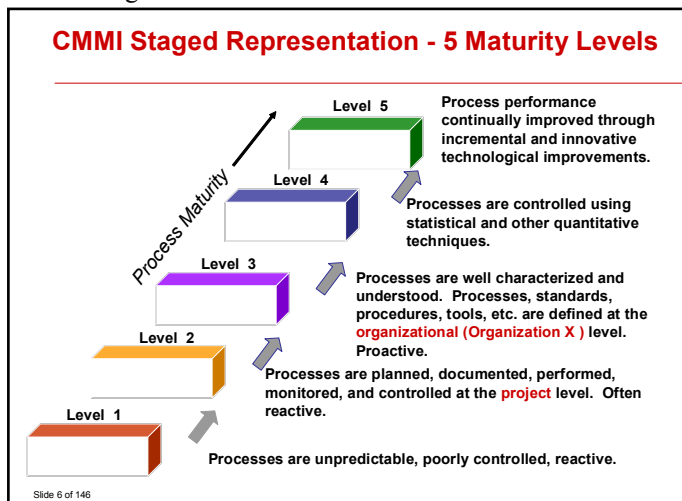 CMMI Staged Representation - 5 Maturity Levels
Level 5
Process performance
continually improved through
incremental and innovative
technological improvements.
Process Maturity
Level 4
Processes are controlled using
statistical and other quantitative
techniques.
Level 3
Processes are well characterized and
understood. Processes, standards,
procedures, tools, etc. are defined at the
organizational (Organization X ) level.
Proactive.
Level 2
Processes are planned, documented, performed,
monitored, and controlled at the project level. Often
reactive.
Level 1
Processes are unpredictable, poorly controlled, reactive.
Slide 6 of 146